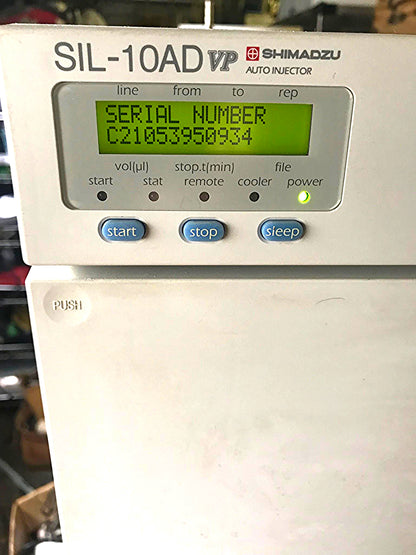 SIL-10AD VP SHIMADZU
AUTO INJECTOR
line from to rep
SERIAL NUMBER
C21053950934
vol(µl) stop.t(min) file
start stat remote cooler power
start stop sleep
PUSH